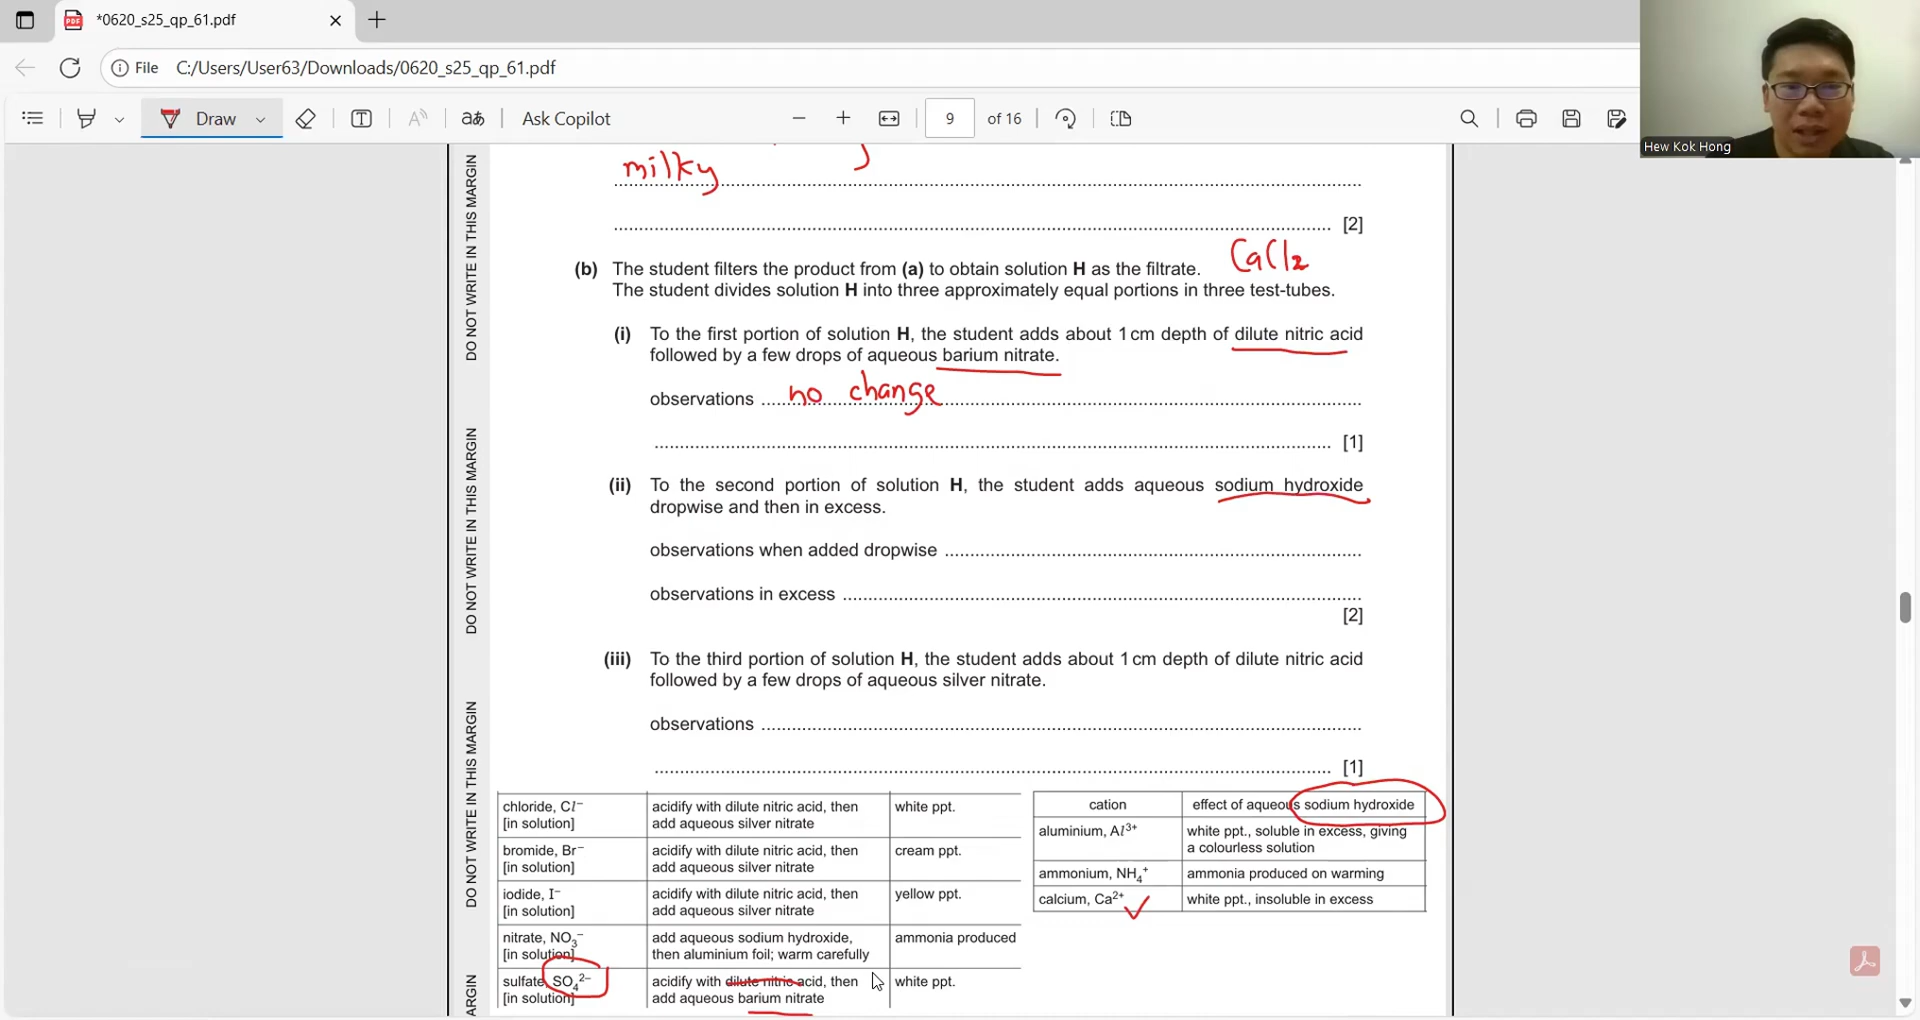 *0620_s25_qp_61.pdf
File C:/Users/User63/Downloads/0620_s25_qp_61.pdf
Draw aあ Ask Copilot 9 of 16
Hew Kok Hong
DO NOT WRITE IN THIS MARGIN
milky
[2]
CaCl2
(b) The student filters the product from (a) to obtain solution H as the filtrate.
The student divides solution H into three approximately equal portions in three test-tubes.
(i) To the first portion of solution H, the student adds about 1 cm depth of dilute nitric acid
followed by a few drops of aqueous barium nitrate.
observations no change
[1]
DO NOT WRITE IN THIS MARGIN
(ii) To the second portion of solution H, the student adds aqueous sodium hydroxide
dropwise and then in excess.
observations when added dropwise
observations in excess
[2]
(iii) To the third portion of solution H, the student adds about 1 cm depth of dilute nitric acid
followed by a few drops of aqueous silver nitrate.
observations
[1]
DO NOT WRITE IN THIS MARGIN
chloride, Cl⁻ acidify with dilute nitric acid, then white ppt.
[in solution] add aqueous silver nitrate
bromide, Br⁻ acidify with dilute nitric acid, then cream ppt.
[in solution] add aqueous silver nitrate
iodide, I⁻ acidify with dilute nitric acid, then yellow ppt.
[in solution] add aqueous silver nitrate
nitrate, NO₃⁻ add aqueous sodium hydroxide, ammonia produced
[in solution] then aluminium foil; warm carefully
sulfate, SO₄²⁻ acidify with dilute nitric acid, then white ppt.
[in solution] add aqueous barium nitrate
cation effect of aqueous sodium hydroxide
aluminium, Al³⁺ white ppt., soluble in excess, giving
a colourless solution
ammonium, NH₄⁺ ammonia produced on warming
calcium, Ca²⁺ white ppt., insoluble in excess
ARGIN